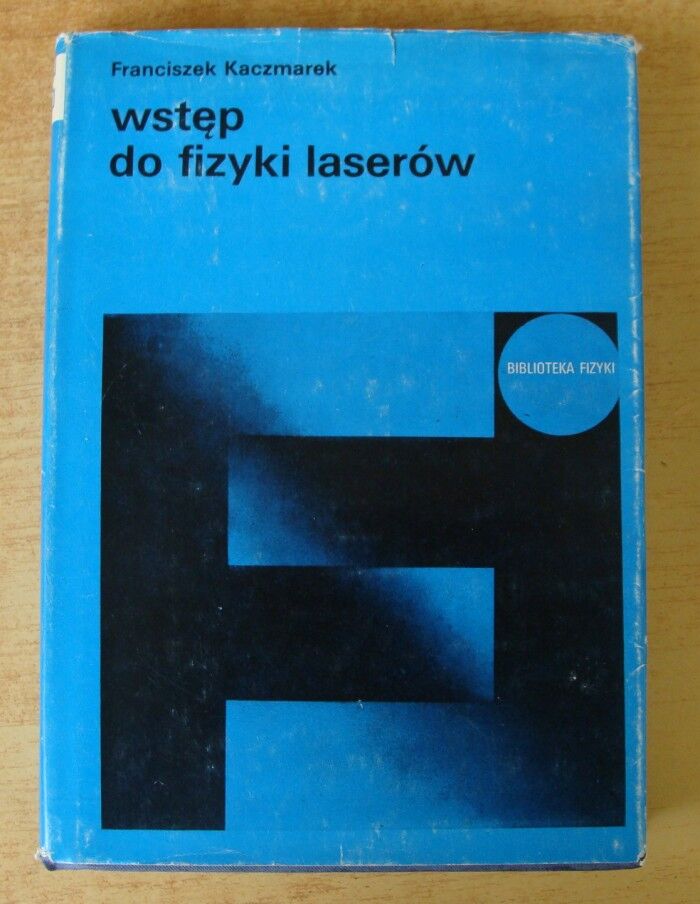 Franciszek Kaczmarek
wstęp
do fizyki laserów
BIBLIOTEKA FIZYKI